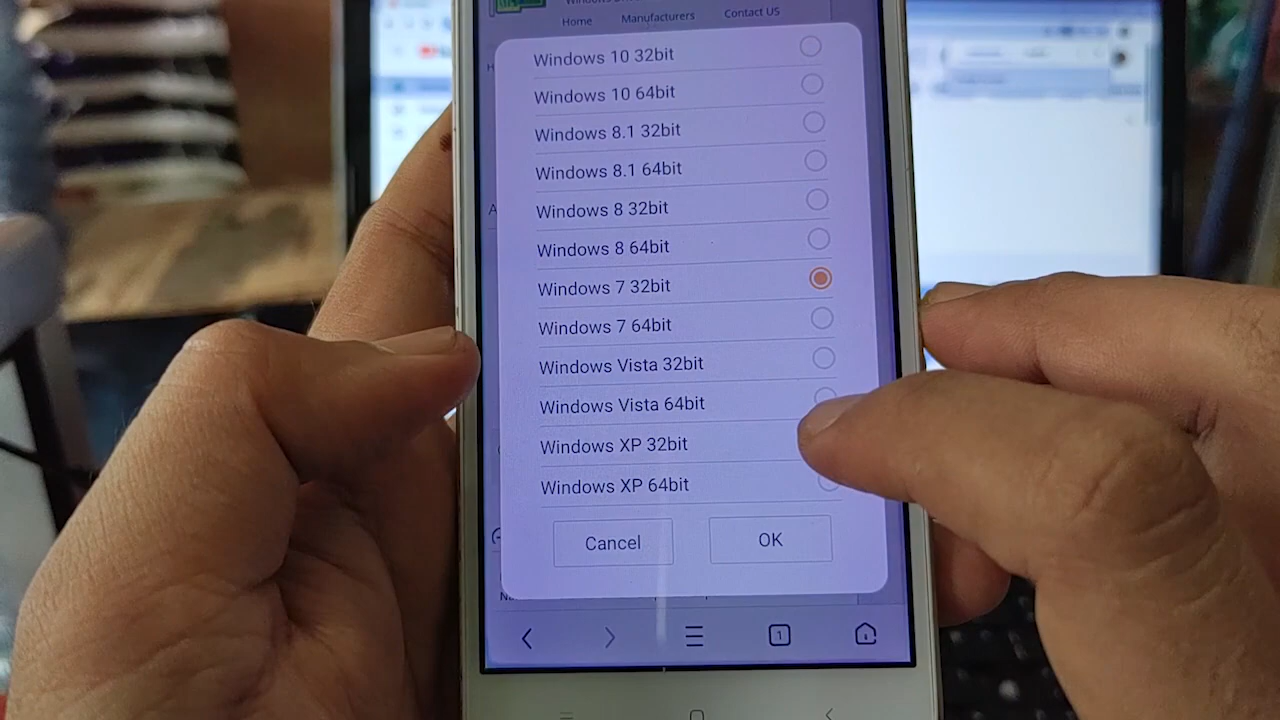 Home Manufacturers Contact US
Windows 10 32bit
Windows 10 64bit
Windows 8.1 32bit
Windows 8.1 64bit
Windows 8 32bit
Windows 8 64bit
Windows 7 32bit
Windows 7 64bit
Windows Vista 32bit
Windows Vista 64bit
Windows XP 32bit
Windows XP 64bit
Cancel OK
1